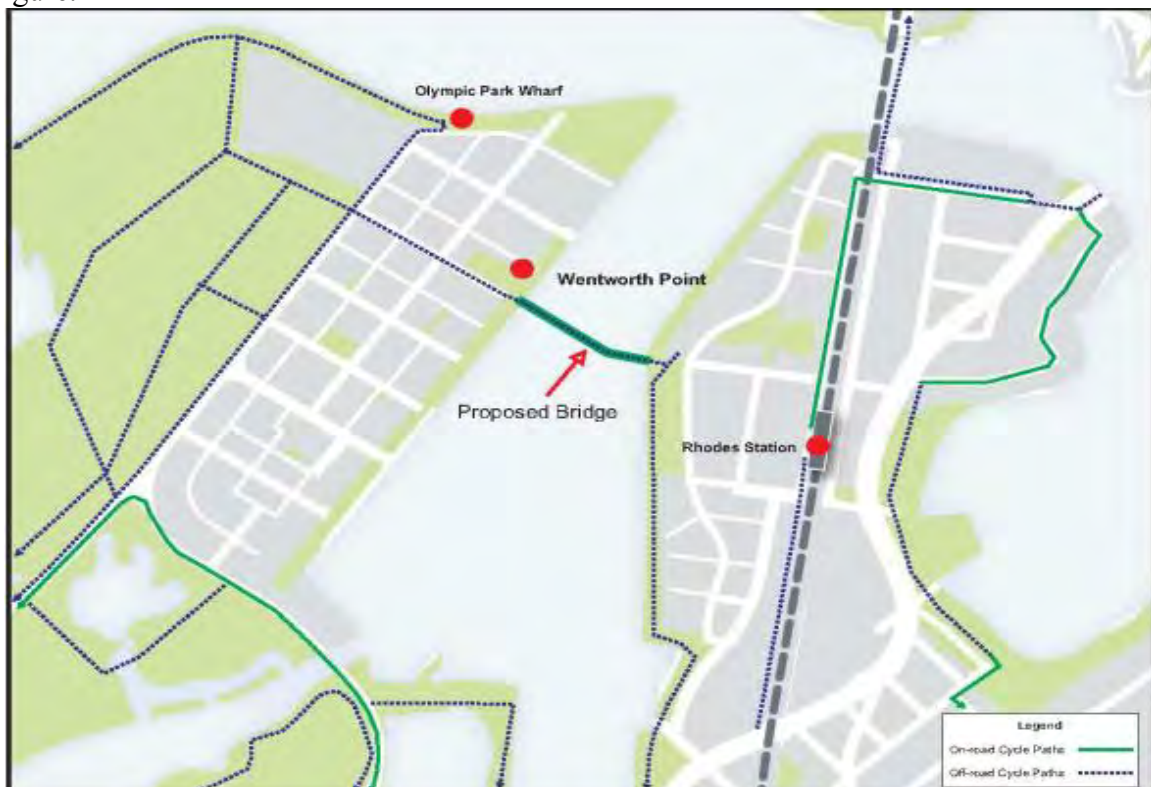 Olympic Park Wharf
Wentworth Point
Proposed Bridge
Rhodes Station
Legend
On-road Cycle Paths
Off-road Cycle Paths